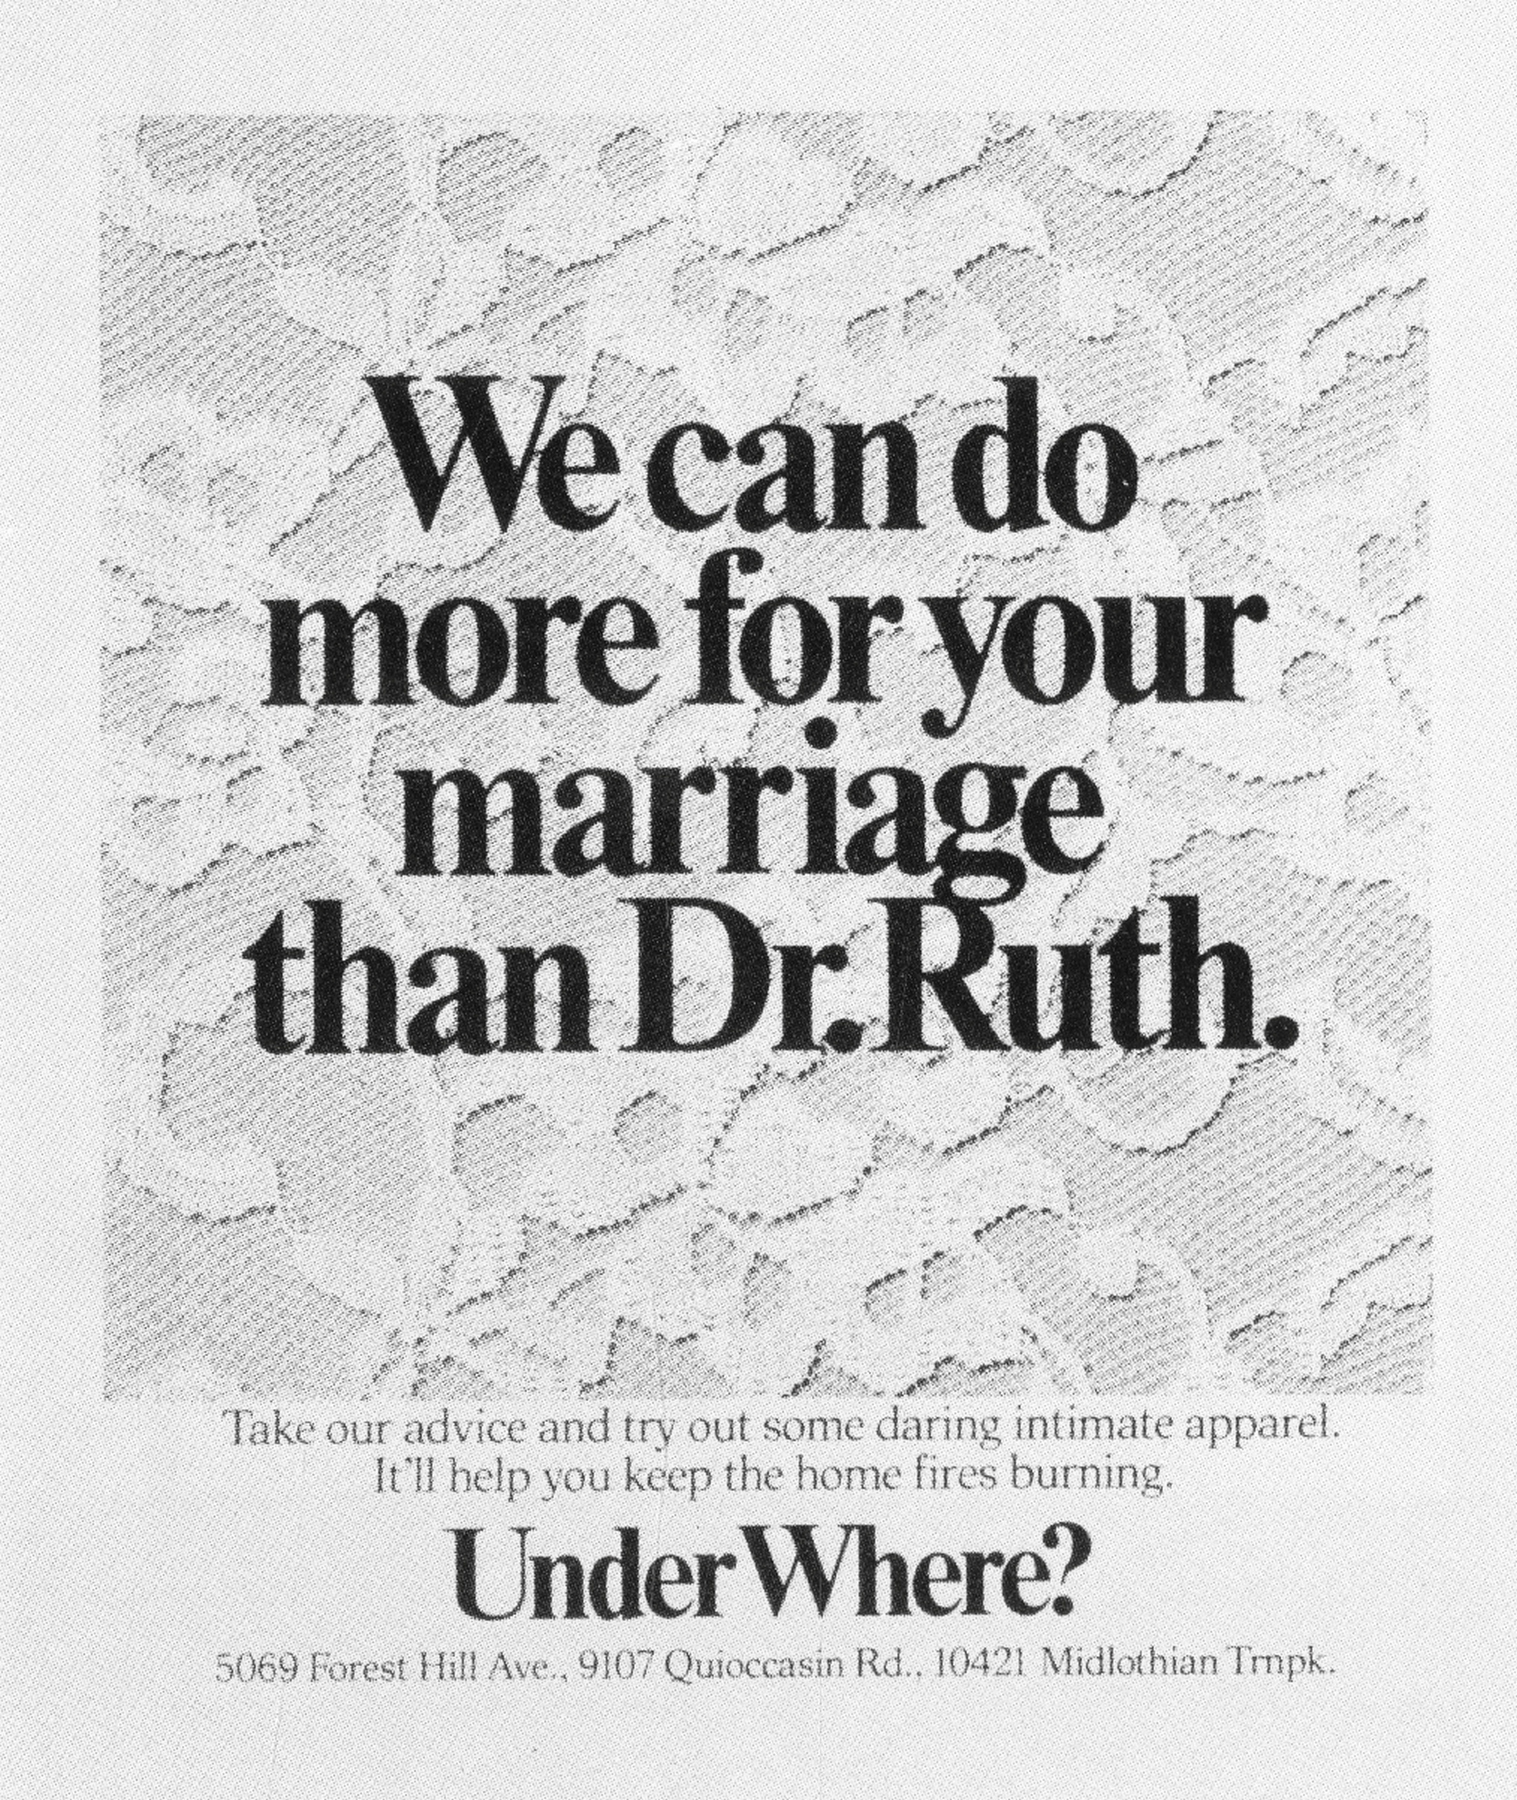 We can do
more for your
marriage
than Dr. Ruth.
Take our advice and try out some daring intimate apparel.
It'll help you keep the home fires burning.
Under Where?
5069 Forest Hill Ave., 9107 Quioccasin Rd., 10421 Midlothian Trnpk.